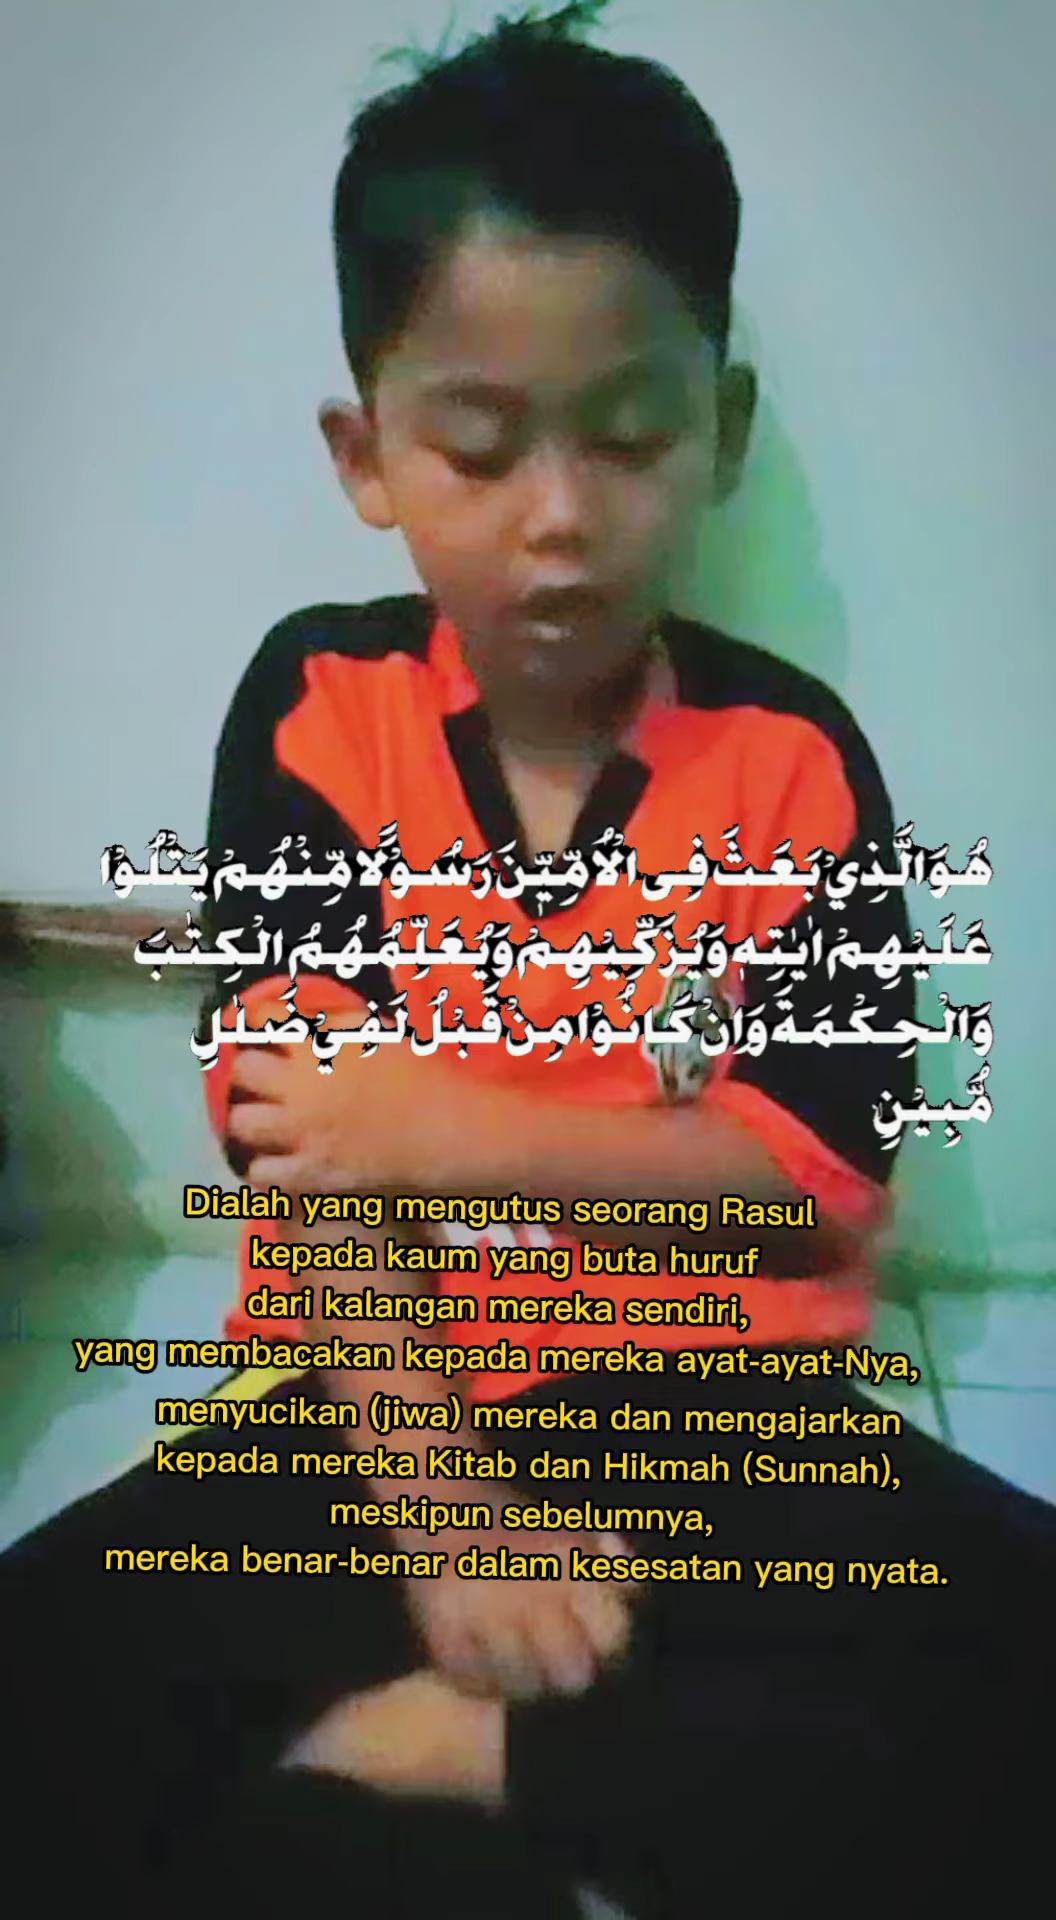 هُوَ الَّذِيْ بَعَثَ فِى الْاُمِّيّٖنَ رَسُوْلًا مِّنْهُمْ يَتْلُوْا
عَلَيْهِمْ اٰيٰتِهٖ وَيُزَكِّيْهِمْ وَيُعَلِّمُهُمُ الْكِتٰبَ
وَالْحِكْمَةَ وَاِنْ كَانُوْا مِنْ قَبْلُ لَفِيْ ضَلٰلٍ
مُّبِيْنٍ
Dialah yang mengutus seorang Rasul
kepada kaum yang buta huruf
dari kalangan mereka sendiri,
yang membacakan kepada mereka ayat-ayat-Nya,
menyucikan (jiwa) mereka dan mengajarkan
kepada mereka Kitab dan Hikmah (Sunnah),
meskipun sebelumnya,
mereka benar-benar dalam kesesatan yang nyata.